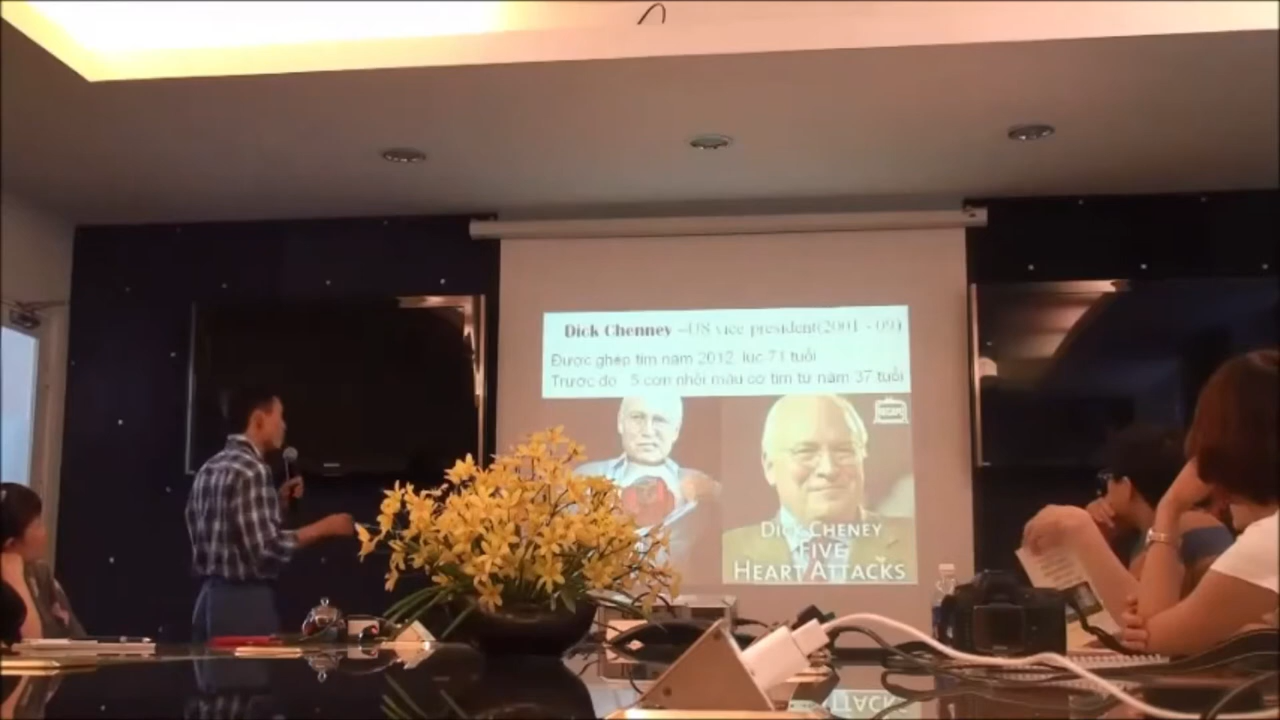 Dick Chenney –US vice president(2001 - 09)
Được ghép tim năm 2012, lúc 71 tuổi
Trước đó 5 cơn nhồi máu cơ tim từ năm 37 tuổi
DICK CHENEY
FIVE
HEART ATTACKS